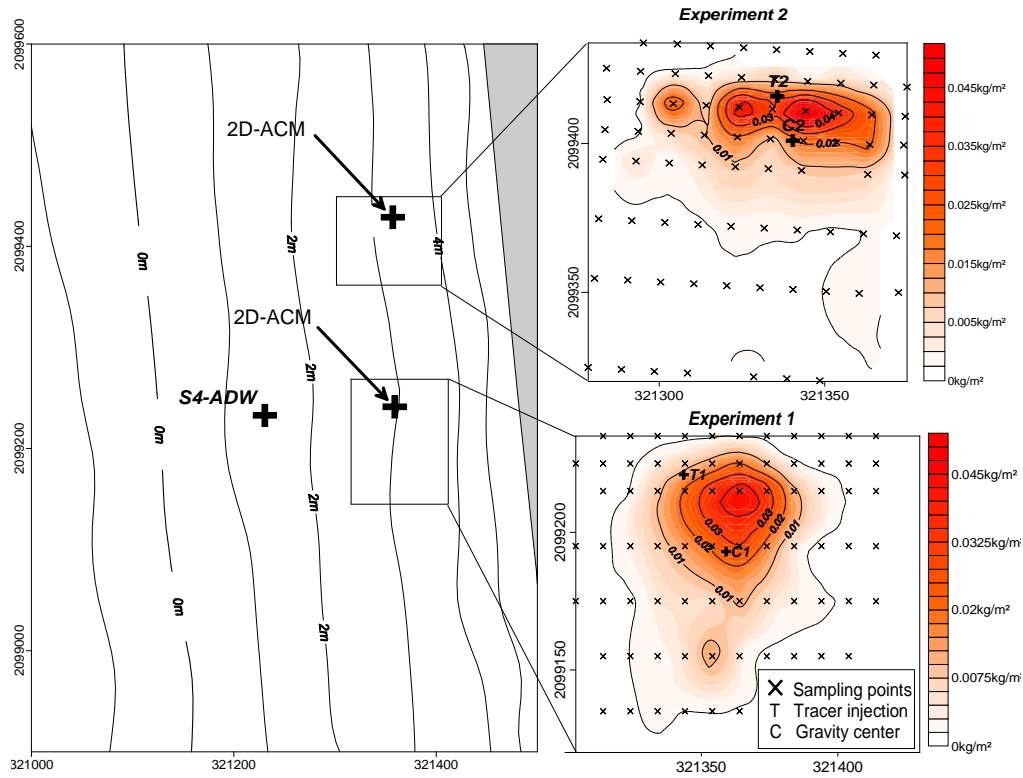 Experiment 2
2099600
2099400
2099200
2099000
321000
321200
321400
2D-ACM
2D-ACM
S4-ADW
0m
2m
4m
0m
2m
2m
0m
2m
T2
C2
0.03
0.04
0.02
0.01
0.01
2099400
2099350
321300
321350
0.045kg/m²
0.035kg/m²
0.025kg/m²
0.015kg/m²
0.005kg/m²
0kg/m²
Experiment 1
T1
C1
0.03
0.03
0.02
0.02
0.01
0.01
0.01
2099200
2099150
321350
321400
0.045kg/m²
0.0325kg/m²
0.02kg/m²
0.0075kg/m²
0kg/m²
Sampling points
T Tracer injection
C Gravity center